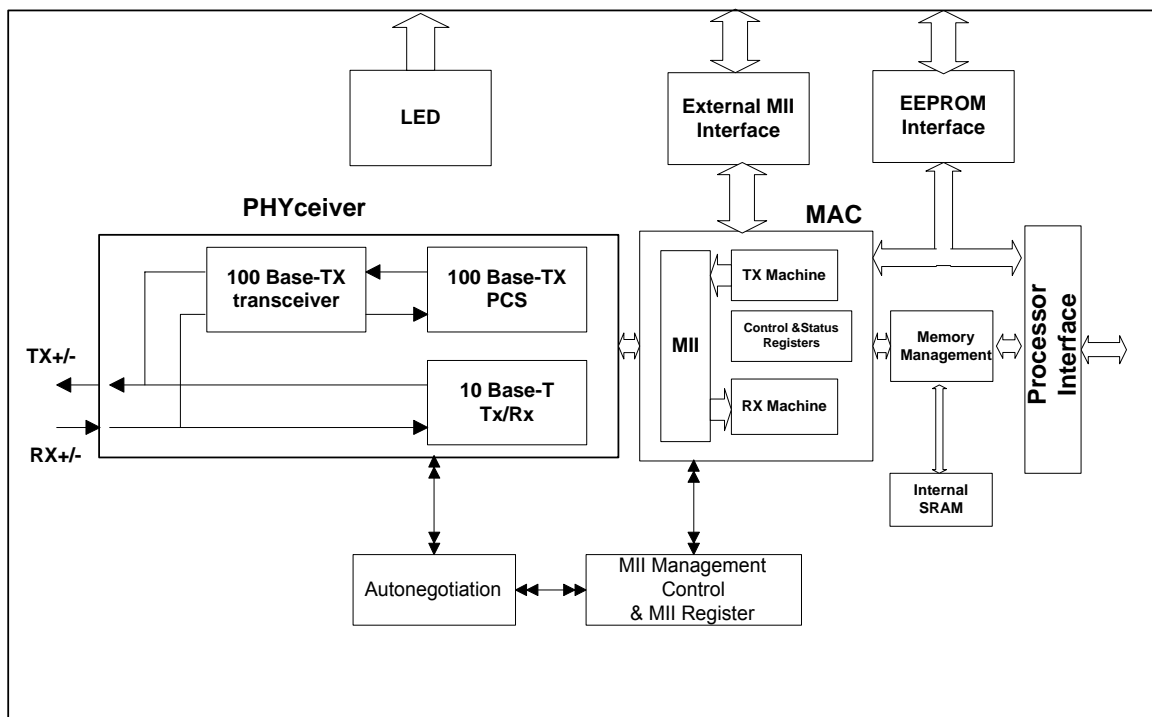 LED
External MII
Interface
EEPROM
Interface
PHYceiver
MAC
100 Base-TX
transceiver
100 Base-TX
PCS
TX Machine
Control &Status
Registers
MII
RX Machine
Memory
Management
Processor
Interface
TX+/-
RX+/-
10 Base-T
Tx/Rx
Internal
SRAM
Autonegotiation
MII Management
Control
& MII Register